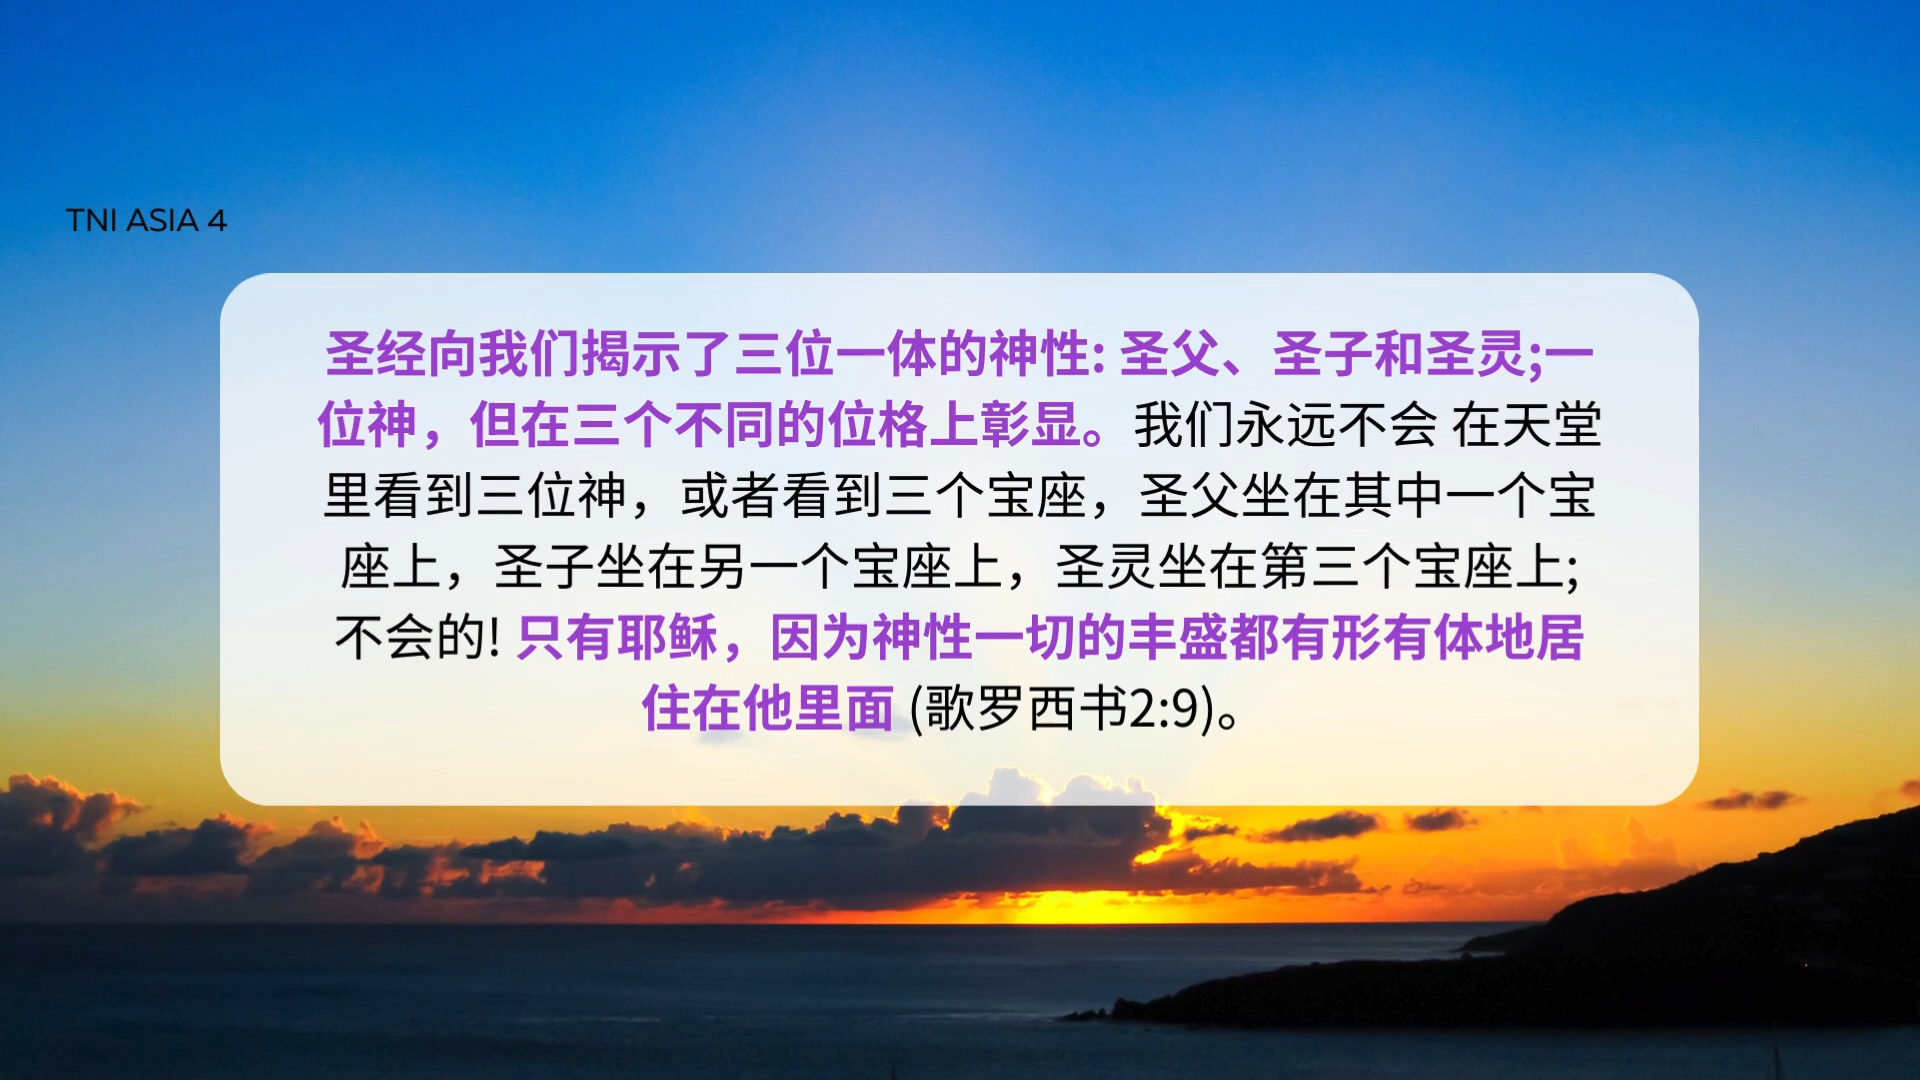 TNI ASIA 4
圣经向我们揭示了三位一体的神性: 圣父、圣子和圣灵;一
位神，但在三个不同的位格上彰显。我们永远不会 在天堂
里看到三位神，或者看到三个宝座，圣父坐在其中一个宝
座上，圣子坐在另一个宝座上，圣灵坐在第三个宝座上;
不会的! 只有耶稣，因为神性一切的丰盛都有形有体地居
住在他里面 (歌罗西书2:9)。